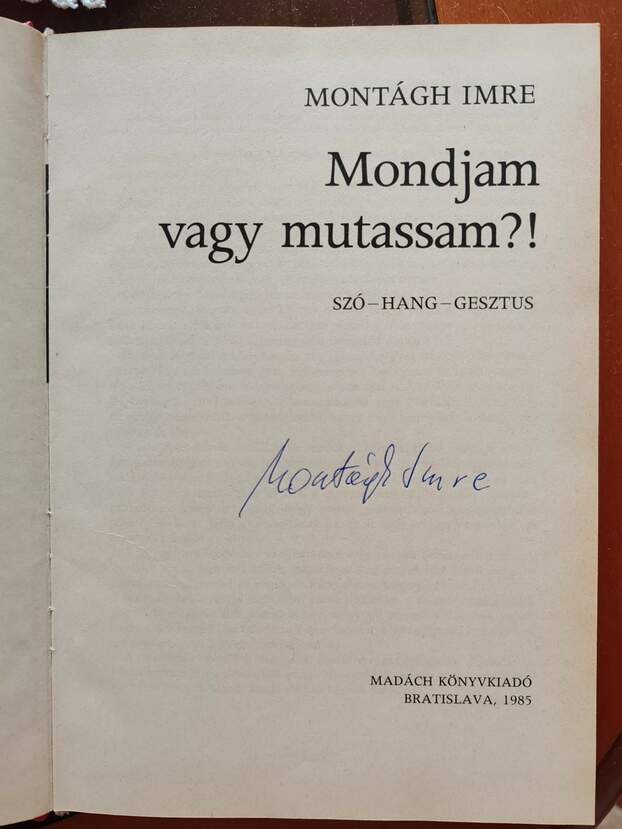 MONTÁGH IMRE
Mondjam
vagy mutassam?!
SZÓ–HANG–GESZTUS
Montágh Imre
MADÁCH KÖNYVKIADÓ
BRATISLAVA, 1985